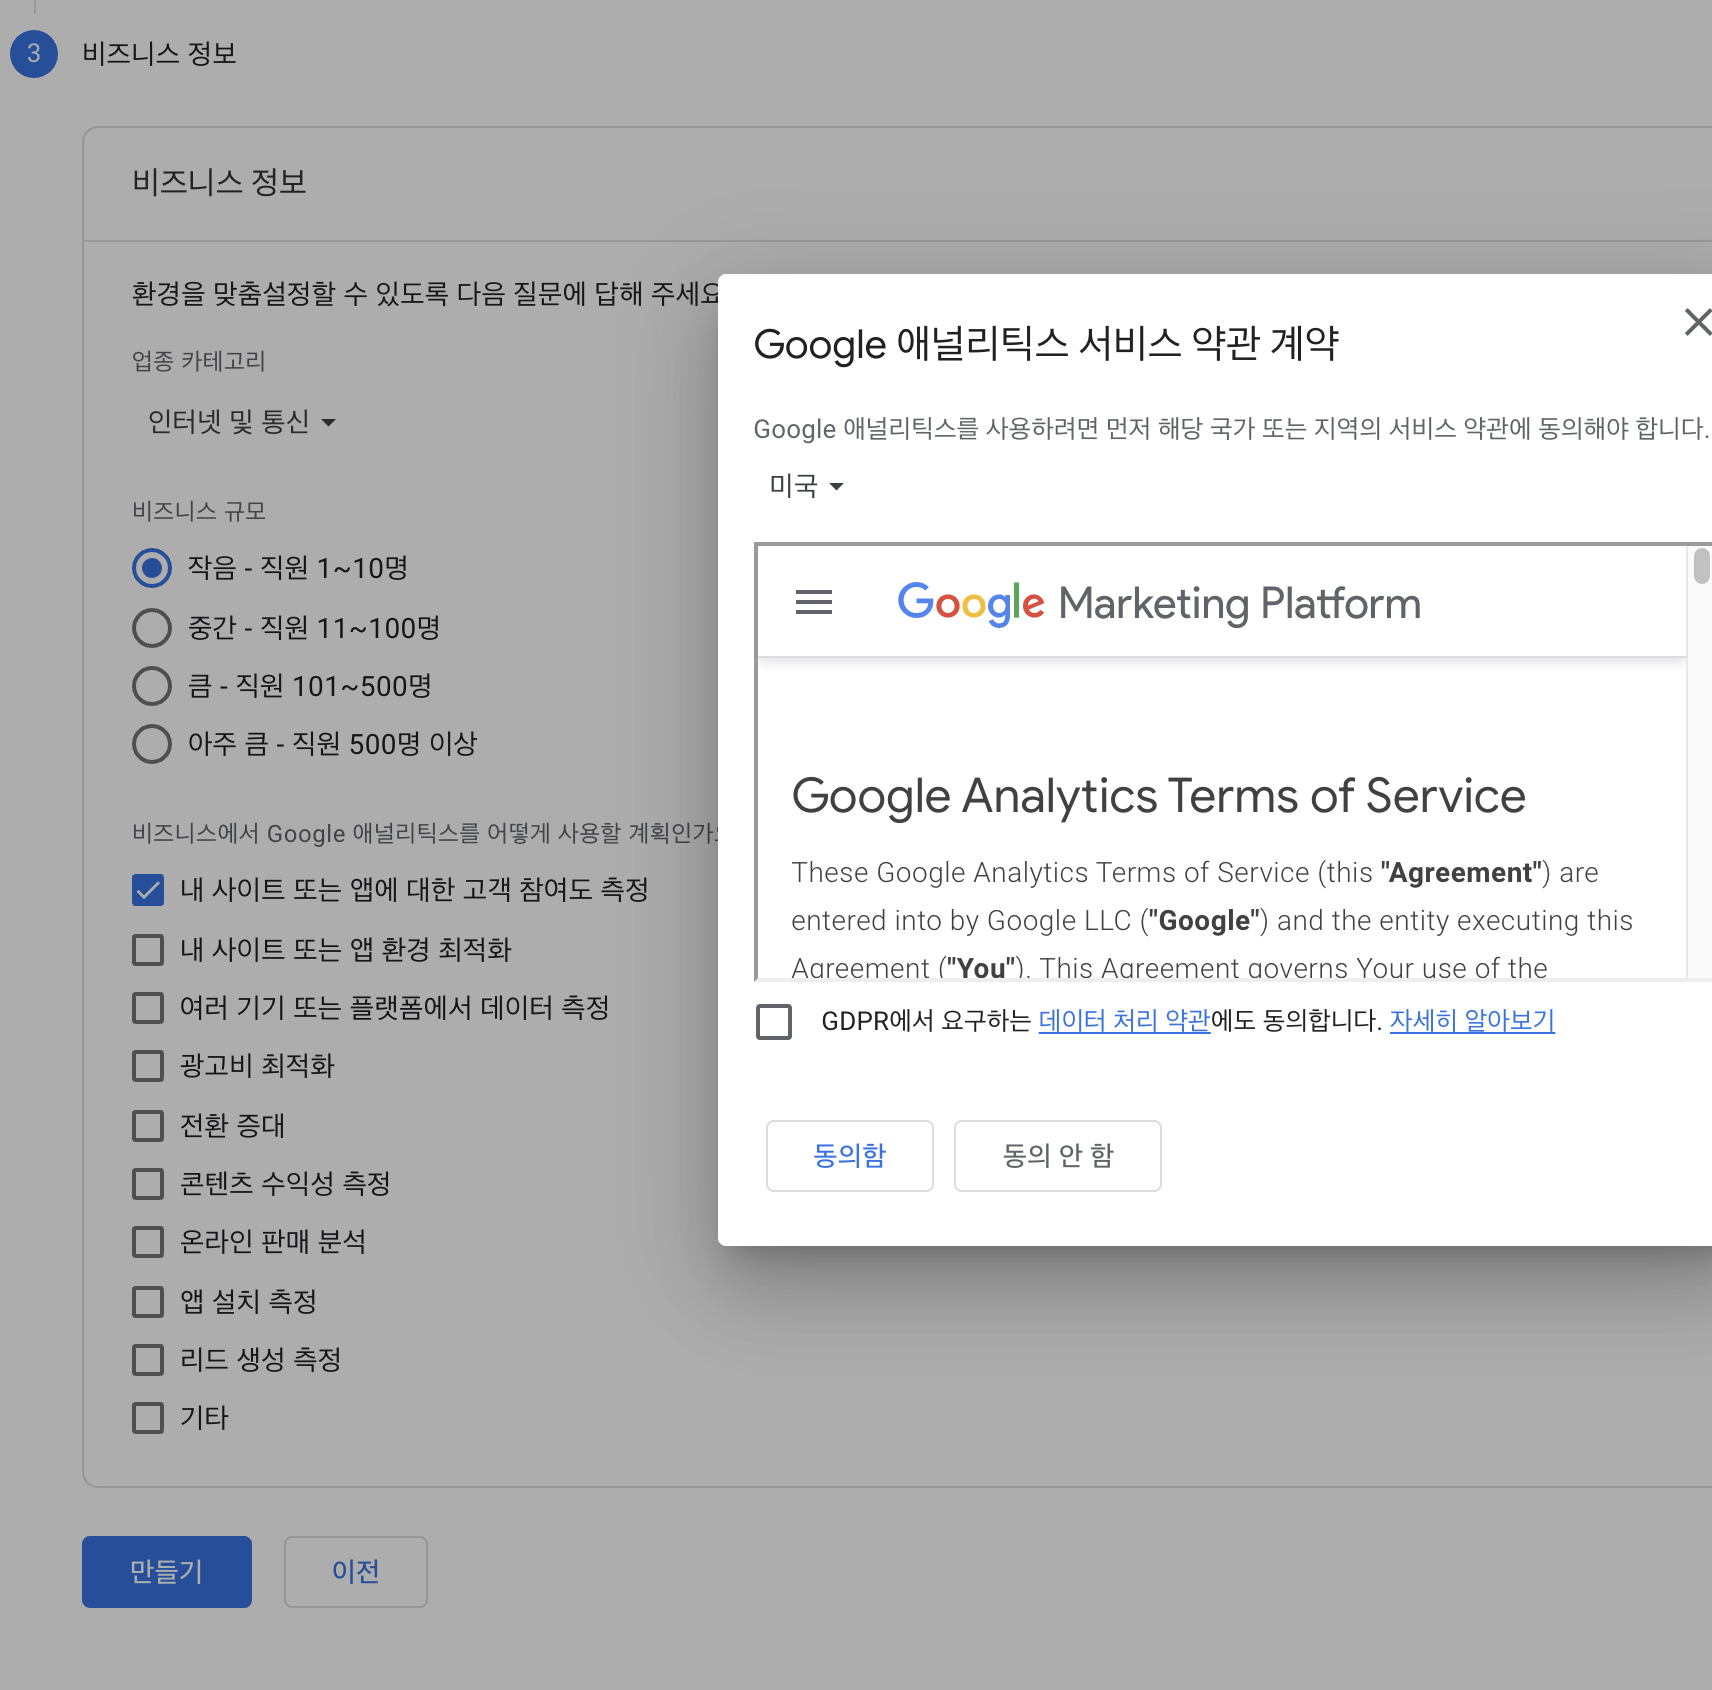 3 비즈니스 정보
비즈니스 정보
환경을 맞춤설정할 수 있도록 다음 질문에 답해 주세요
업종 카테고리
인터넷 및 통신
비즈니스 규모
작음 - 직원 1~10명
중간 - 직원 11~100명
큼 - 직원 101~500명
아주 큼 - 직원 500명 이상
비즈니스에서 Google 애널리틱스를 어떻게 사용할 계획인가
내 사이트 또는 앱에 대한 고객 참여도 측정
내 사이트 또는 앱 환경 최적화
여러 기기 또는 플랫폼에서 데이터 측정
광고비 최적화
전환 증대
콘텐츠 수익성 측정
온라인 판매 분석
앱 설치 측정
리드 생성 측정
기타
만들기
이전
Google 애널리틱스 서비스 약관 계약
Google 애널리틱스를 사용하려면 먼저 해당 국가 또는 지역의 서비스 약관에 동의해야 합니다.
미국
Google Marketing Platform
Google Analytics Terms of Service
These Google Analytics Terms of Service (this "Agreement") are
entered into by Google LLC ("Google") and the entity executing this
Agreement ("You"). This Agreement governs Your use of the
GDPR에서 요구하는 데이터 처리 약관에도 동의합니다. 자세히 알아보기
동의함
동의 안 함